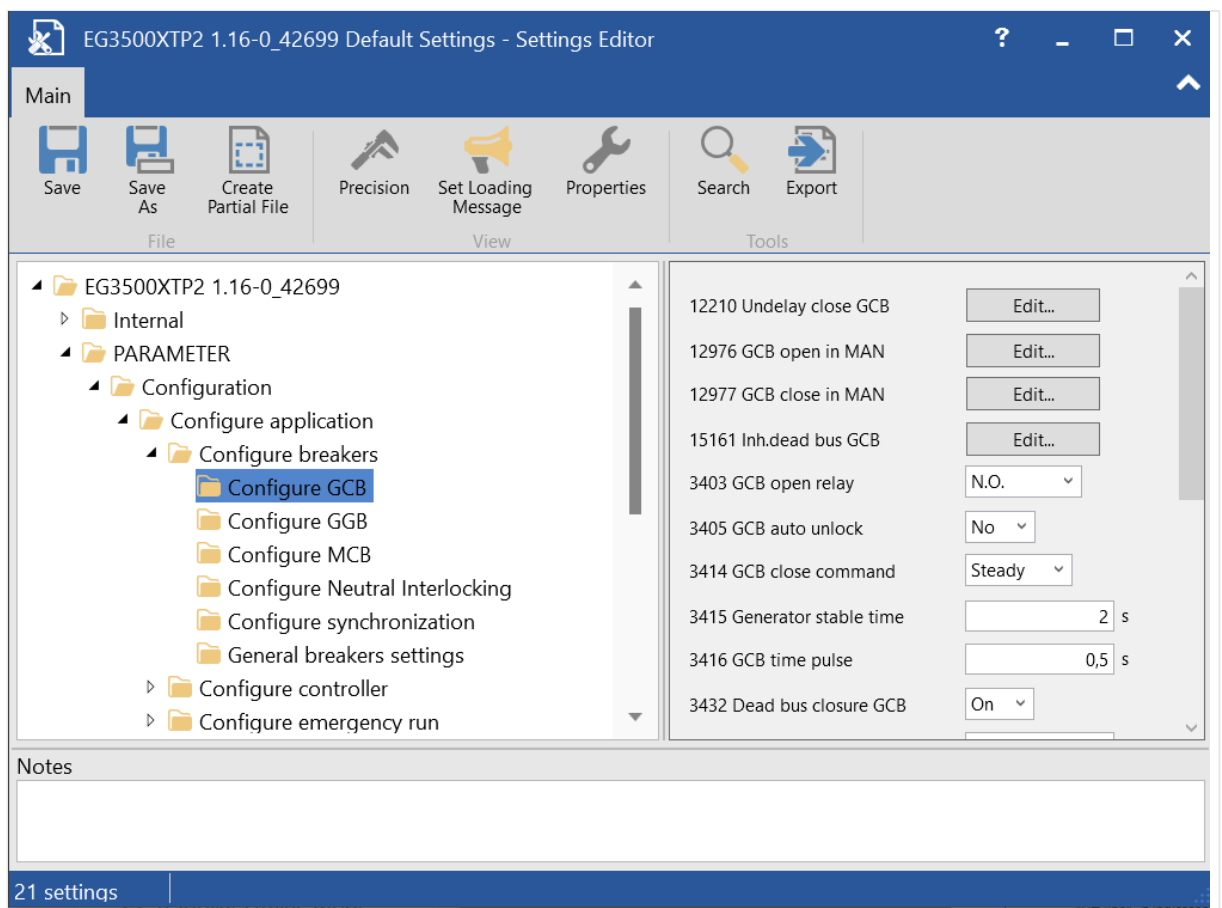 EG3500XTP2 1.16-0_42699 Default Settings - Settings Editor
?
Main
Save
Save
As
Create
Partial File
Precision
Set Loading
Message
Properties
Search
Export
File
View
Tools
EG3500XTP2 1.16-0_42699
Internal
PARAMETER
Configuration
Configure application
Configure breakers
Configure GCB
Configure GGB
Configure MCB
Configure Neutral Interlocking
Configure synchronization
General breakers settings
Configure controller
Configure emergency run
12210 Undelay close GCB Edit...
12976 GCB open in MAN Edit...
12977 GCB close in MAN Edit...
15161 Inh.dead bus GCB Edit...
3403 GCB open relay N.O.
3405 GCB auto unlock No
3414 GCB close command Steady
3415 Generator stable time 2 s
3416 GCB time pulse 0,5 s
3432 Dead bus closure GCB On
Notes
21 settings